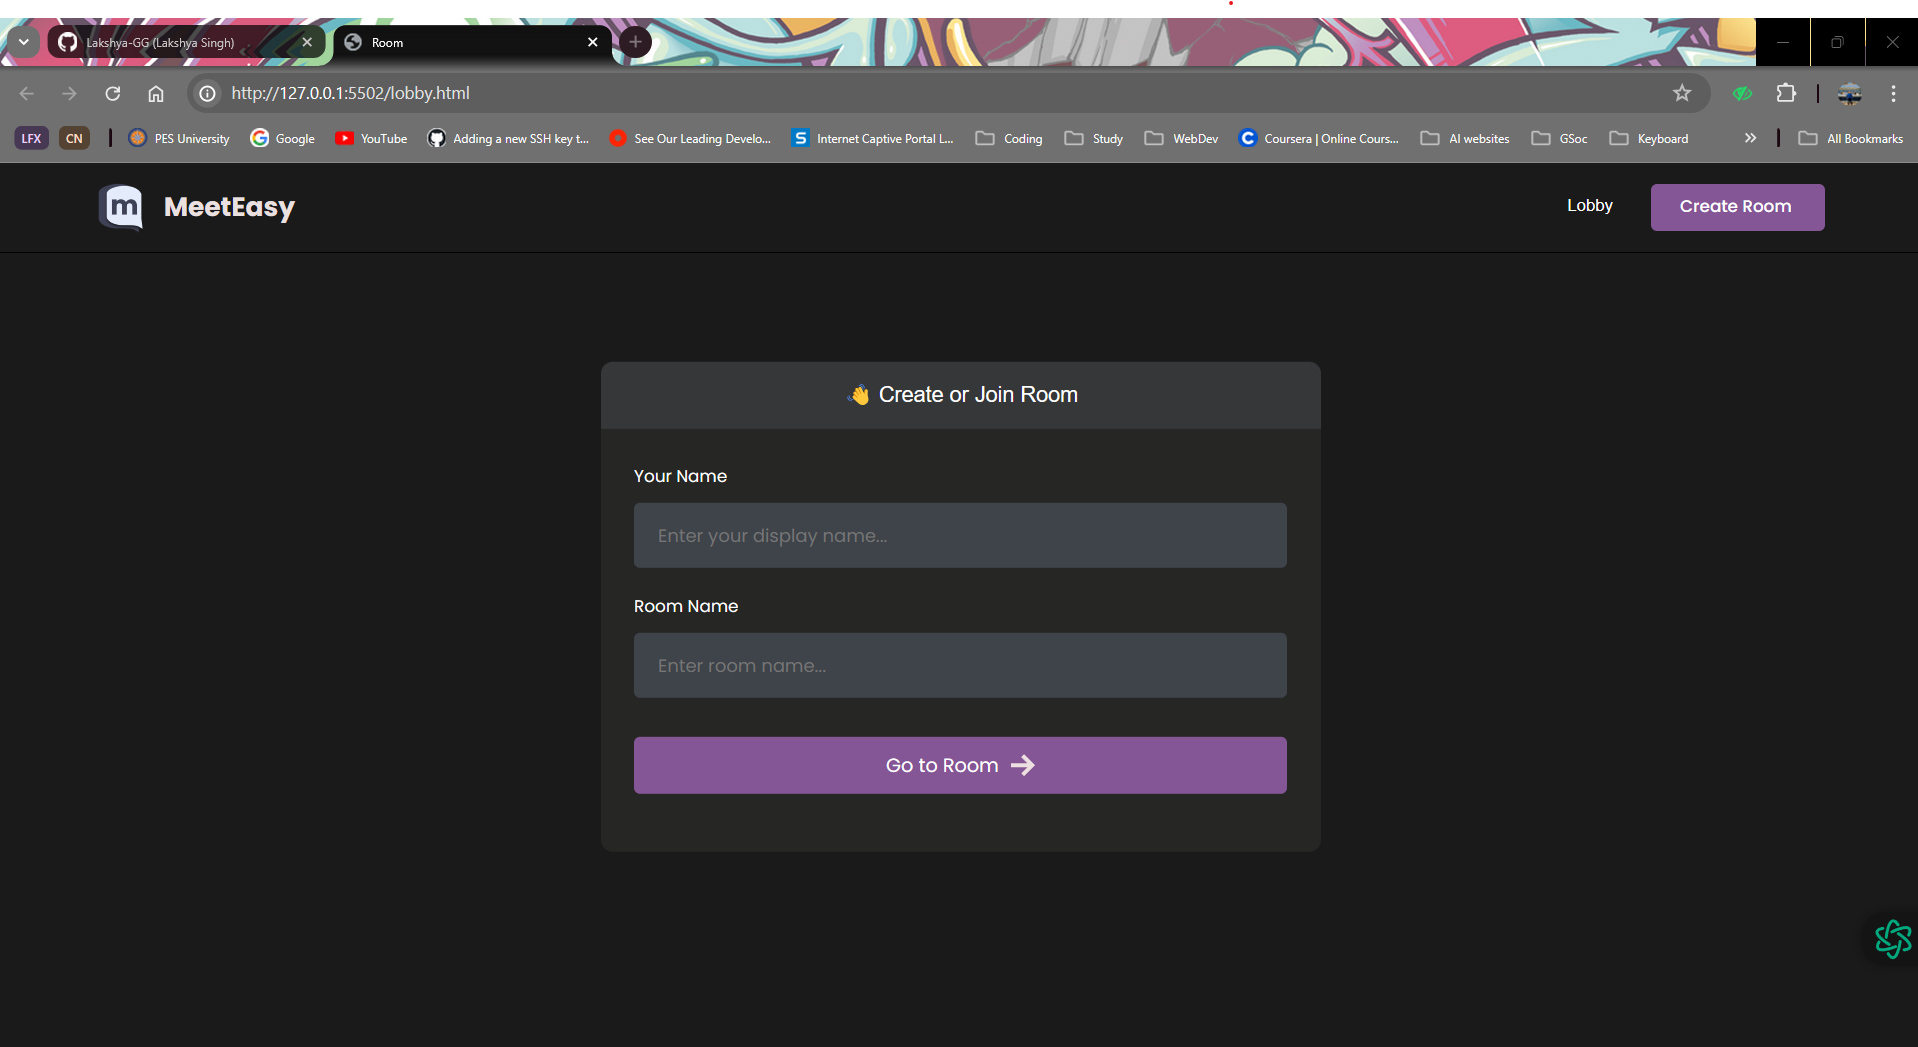 Lakshya-GG (Lakshya Singh)
Room
http://127.0.0.1:5502/lobby.html
LFX
CN
PES University
Google
YouTube
Adding a new SSH key t...
See Our Leading Develo...
S
Internet Captive Portal L...
Coding
Study
WebDev
C
Coursera | Online Cours...
AI websites
GSoc
Keyboard
All Bookmarks
m
MeetEasy
Lobby
Create Room
👋 Create or Join Room
Your Name
Enter your display name...
Room Name
Enter room name...
Go to Room